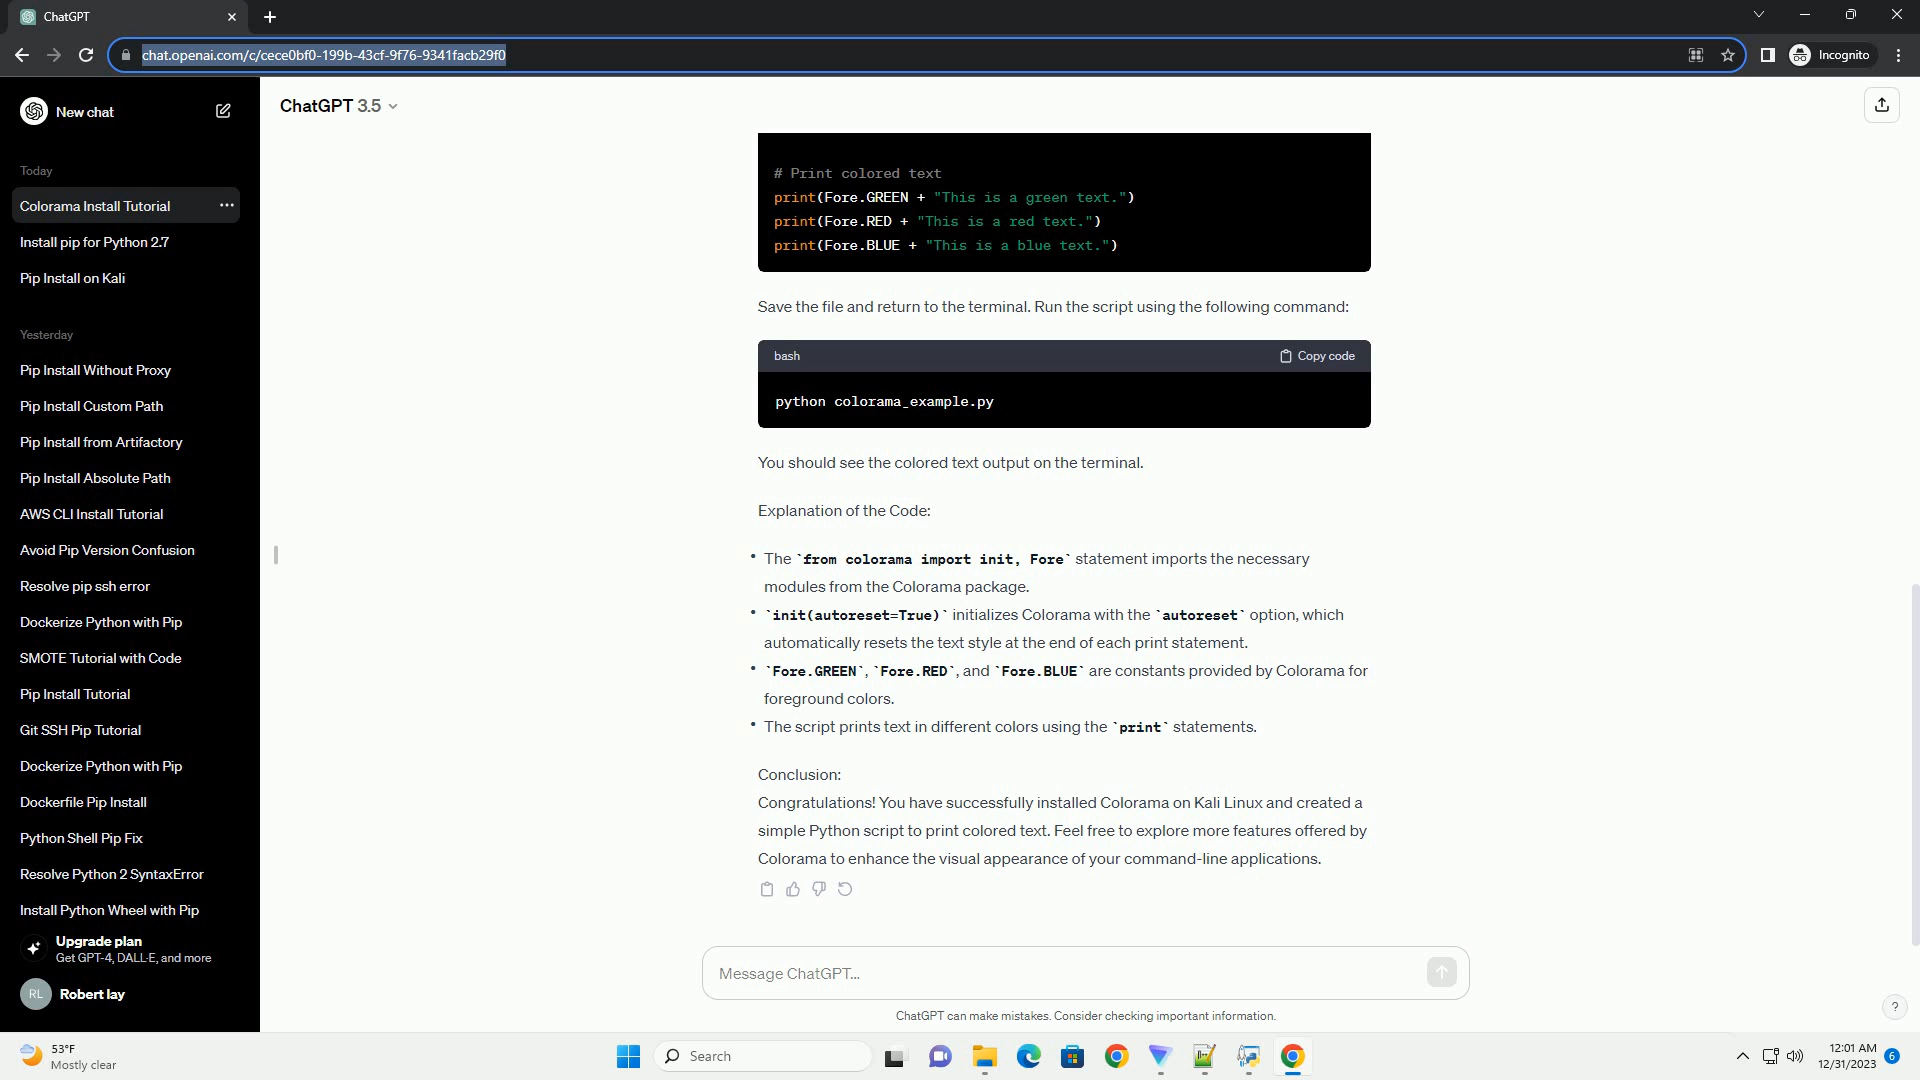 ChatGPT
chat.openai.com/c/cece0bf0-199b-43cf-9f76-9341facb29f0
Incognito
New chat
ChatGPT 3.5
Today
Colorama Install Tutorial
Install pip for Python 2.7
Pip Install on Kali
Yesterday
Pip Install Without Proxy
Pip Install Custom Path
Pip Install from Artifactory
Pip Install Absolute Path
AWS CLI Install Tutorial
Avoid Pip Version Confusion
Resolve pip ssh error
Dockerize Python with Pip
SMOTE Tutorial with Code
Pip Install Tutorial
Git SSH Pip Tutorial
Dockerize Python with Pip
Dockerfile Pip Install
Python Shell Pip Fix
Resolve Python 2 SyntaxError
Install Python Wheel with Pip
Upgrade plan
Get GPT-4, DALL·E, and more
RL
Robert lay
# Print colored text
print(Fore.GREEN + "This is a green text.")
print(Fore.RED + "This is a red text.")
print(Fore.BLUE + "This is a blue text.")
Save the file and return to the terminal. Run the script using the following command:
bash
Copy code
python colorama_example.py
You should see the colored text output on the terminal.
Explanation of the Code:
• The `from colorama import init, Fore` statement imports the necessary
modules from the Colorama package.
• `init(autoreset=True)` initializes Colorama with the `autoreset` option, which
automatically resets the text style at the end of each print statement.
• `Fore.GREEN`, `Fore.RED`, and `Fore.BLUE` are constants provided by Colorama for
foreground colors.
• The script prints text in different colors using the `print` statements.
Conclusion:
Congratulations! You have successfully installed Colorama on Kali Linux and created a
simple Python script to print colored text. Feel free to explore more features offered by
Colorama to enhance the visual appearance of your command-line applications.
Message ChatGPT...
ChatGPT can make mistakes. Consider checking important information.
?
53°F
Mostly clear
Search
12:01 AM
12/31/2023
6